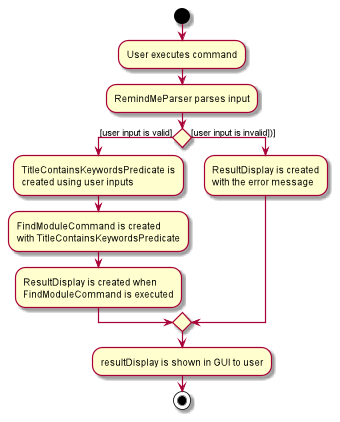 User executes command
RemindMeParser parses input
[user input is valid]
[user input is invalid])]
TitleContainsKeywordsPredicate is
created using user inputs
ResultDisplay is created
with the error message
FindModuleCommand is created
with TitleContainsKeywordsPredicate
ResultDisplay is created when
FindModuleCommand is executed
resultDisplay is shown in GUI to user